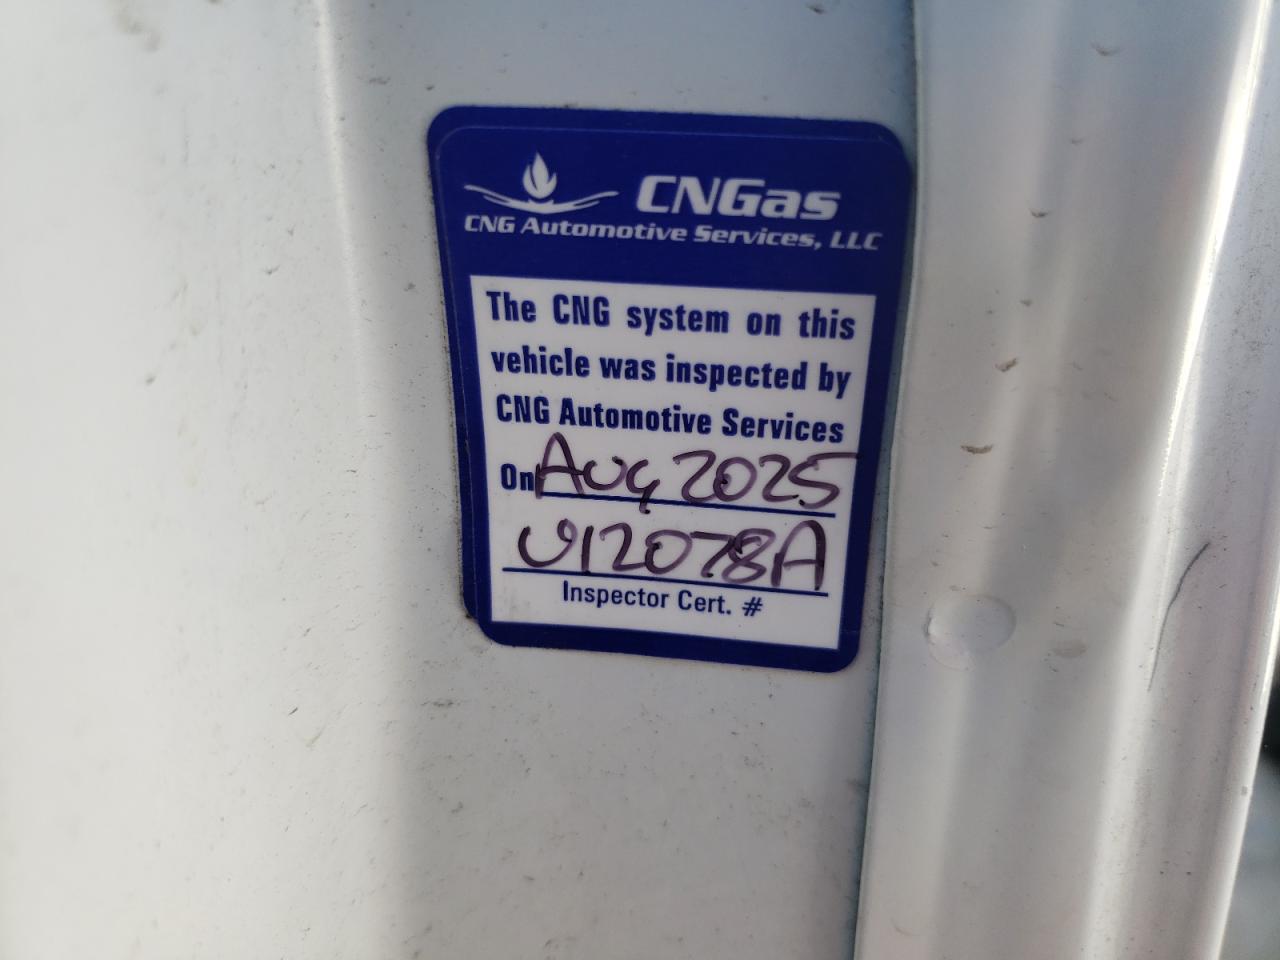 CNGas
CNG Automotive Services, LLC
The CNG system on this
vehicle was inspected by
CNG Automotive Services
On Aug 2025
U12078A
Inspector Cert. #